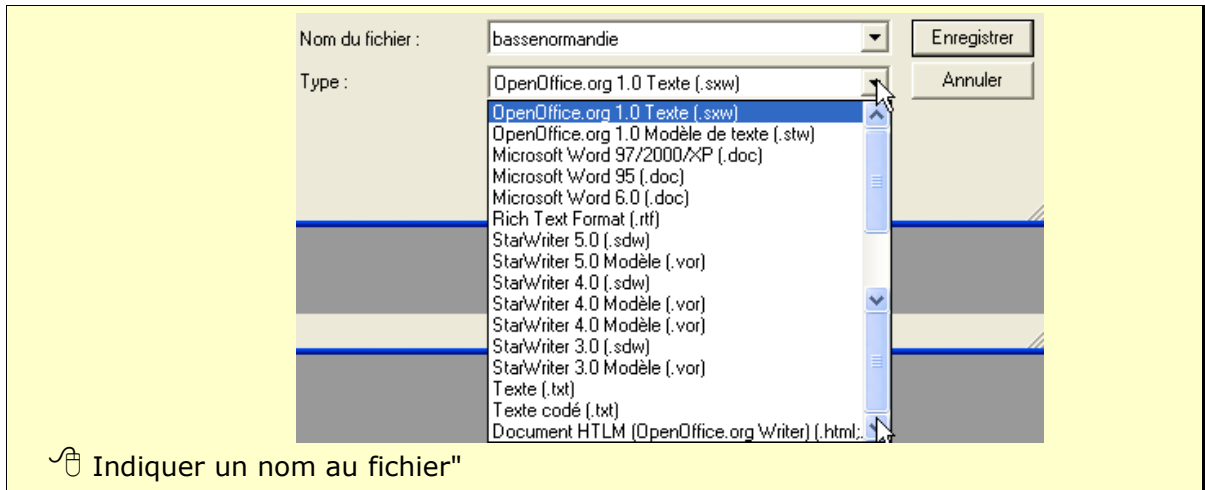 Nom du fichier : bassenormandie Enregistrer
Type : OpenOffice.org 1.0 Texte (.sxw) Annuler
OpenOffice.org 1.0 Texte (.sxw)
OpenOffice.org 1.0 Modèle de texte (.stw)
Microsoft Word 97/2000/XP (.doc)
Microsoft Word 95 (.doc)
Microsoft Word 6.0 (.doc)
Rich Text Format (.rtf)
StarWriter 5.0 (.sdw)
StarWriter 5.0 Modèle (.vor)
StarWriter 4.0 (.sdw)
StarWriter 4.0 Modèle (.vor)
StarWriter 4.0 Modèle (.vor)
StarWriter 3.0 (.sdw)
StarWriter 3.0 Modèle (.vor)
Texte (.txt)
Texte codé (.txt)
Document HTLM (OpenOffice.org Writer) (.html;.
Indiquer un nom au fichier"